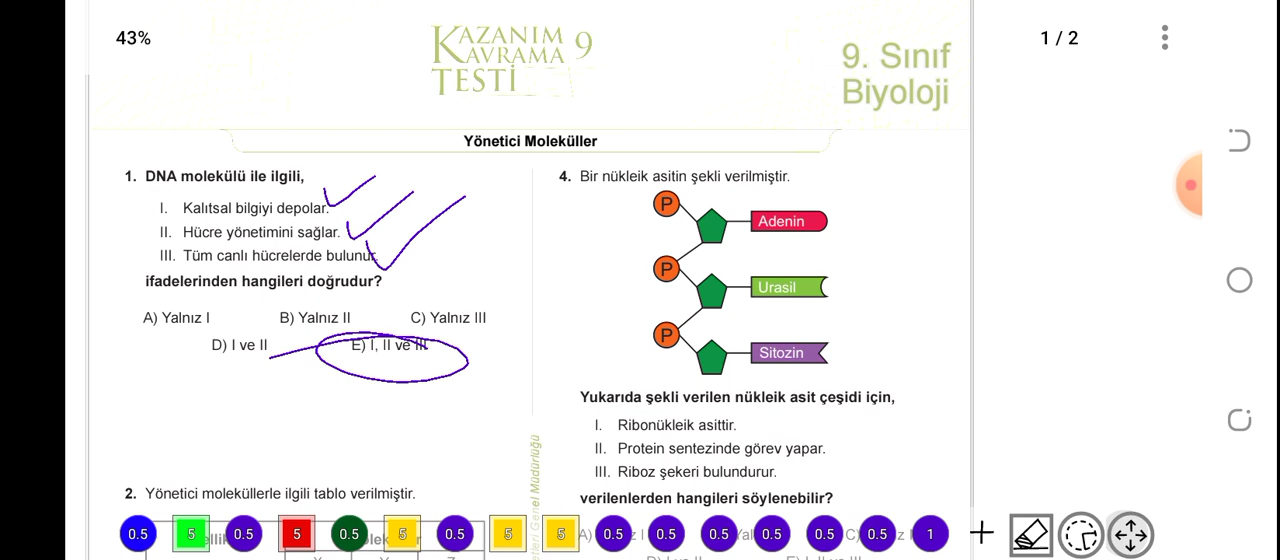 43%
KAZANIM
KAVRAMA 9
TESTİ
1 / 2
9. Sınıf
Biyoloji
Yönetici Moleküller
1. DNA molekülü ile ilgili,
I. Kalıtsal bilgiyi depolar.
II. Hücre yönetimini sağlar.
III. Tüm canlı hücrelerde bulunur.
ifadelerinden hangileri doğrudur?
A) Yalnız I B) Yalnız II C) Yalnız III
D) I ve II E) I, II ve III
2. Yönetici moleküllerle ilgili tablo verilmiştir.
4. Bir nükleik asitin şekli verilmiştir.
P
Adenin
P
Urasil
P
Sitozin
Yukarıda şekli verilen nükleik asit çeşidi için,
I. Ribonükleik asittir.
II. Protein sentezinde görev yapar.
III. Riboz şekeri bulundurur.
verilenlerden hangileri söylenebilir?
Genel Müdürlüğü
0.5 5 0.5 5 0.5 5 0.5 5 5 0.5 0.5 0.5 0.5 0.5 0.5 1